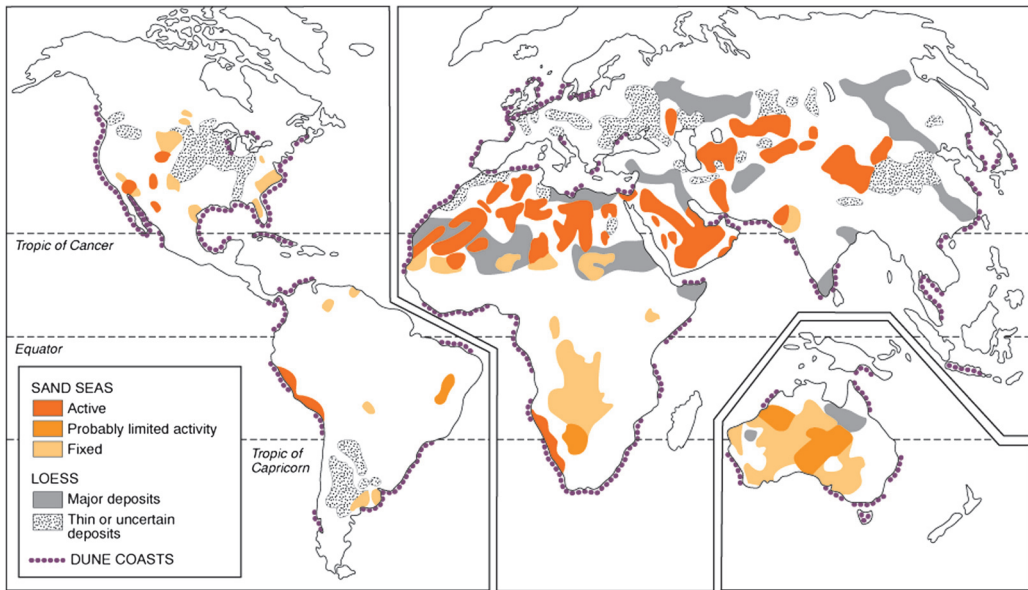 Tropic of Cancer
Equator
SAND SEAS
Active
Probably limited activity
Fixed
LOESS
Major deposits
Thin or uncertain
deposits
DUNE COASTS
Tropic of
Capricorn